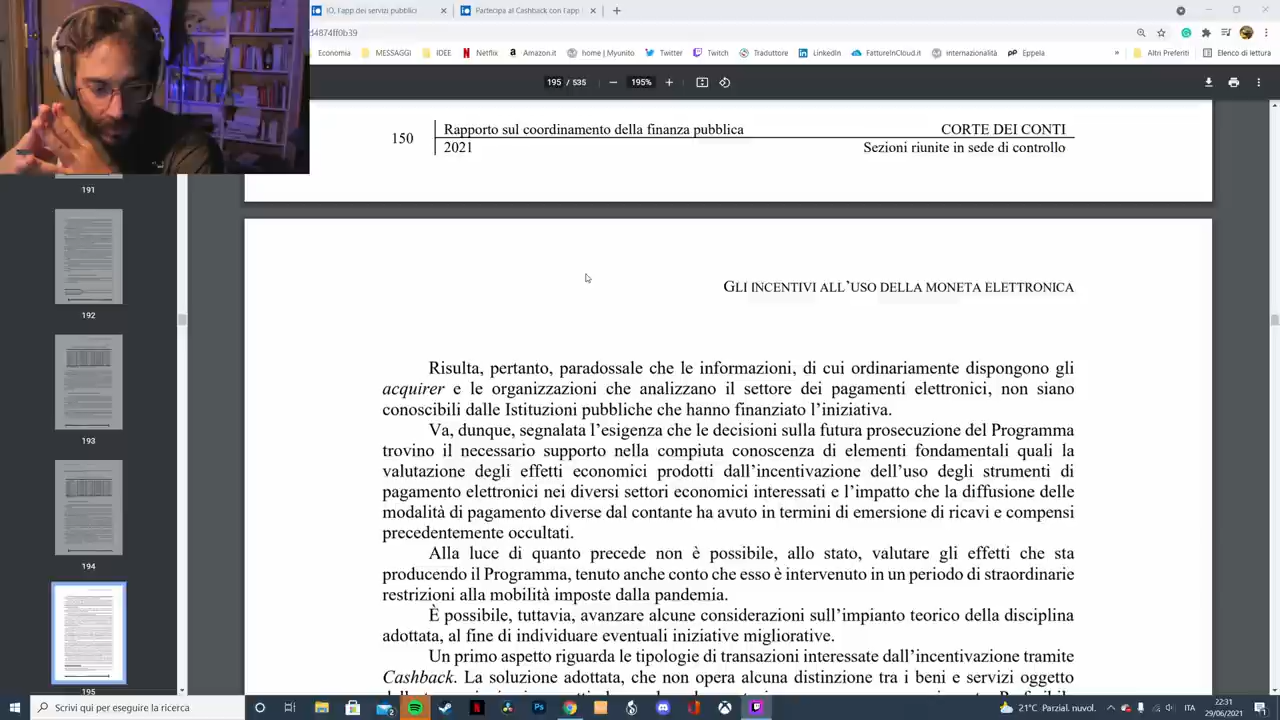 IO, l'app dei servizi pubblici
Partecipa al Cashback con l'app
d4874ff0b39
Economia
MESSAGGI
IDEE
Netflix
Amazon.it
home | Myunito
Twitter
Twitch
Traduttore
LinkedIn
FattureInCloud.it
internazionalità
Eppela
»
Altri Preferiti
Elenco di lettura
195 / 535
195%
150
Rapporto sul coordinamento della finanza pubblica
2021
CORTE DEI CONTI
Sezioni riunite in sede di controllo
191
192
193
194
195
GLI INCENTIVI ALL'USO DELLA MONETA ELETTRONICA
Risulta, pertanto, paradossale che le informazioni, di cui ordinariamente dispongono gli
acquirer e le organizzazioni che analizzano il settore dei pagamenti elettronici, non siano
conoscibili dalle Istituzioni pubbliche che hanno finanziato l'iniziativa.
Va, dunque, segnalata l'esigenza che le decisioni sulla futura prosecuzione del Programma
trovino il necessario supporto nella compiuta conoscenza di elementi fondamentali quali la
valutazione degli effetti economici prodotti dall'incentivazione dell'uso degli strumenti di
pagamento elettronici nei diversi settori economici interessati e l'impatto che la diffusione delle
modalità di pagamento diverse dal contante ha avuto in termini di emersione di ricavi e compensi
precedentemente occultati.
Alla luce di quanto precede non è possibile, allo stato, valutare gli effetti che sta
producendo il Programma, tenuto anche conto che esso è intervenuto in un periodo di straordinarie
restrizioni alla mobilità imposte dalla pandemia.
È possibile, tuttavia, avanzare alcune considerazioni sull'impianto teorico della disciplina
adottata, al fine di individuare eventuali iniziative migliorative.
Un primo aspetto riguarda le tipologie di transazioni interessate dall'incentivazione tramite
Cashback. La soluzione adottata, che non opera alcuna distinzione tra i beni e servizi oggetto
Scrivi qui per eseguire la ricerca
21°C Parzial. nuvol.
ITA
22:31
29/06/2021